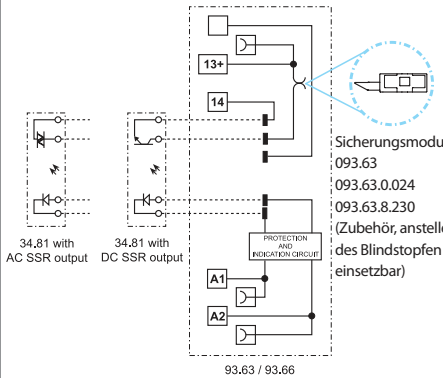 13+
14
34.81 with
AC SSR output
34.81 with
DC SSR output
PROTECTION
AND
INDICATION CIRCUIT
A1
A2
93.63 / 93.66
Sicherungsmodu
093.63
093.63.0.024
093.63.8.230
(Zubehör, anstelle
des Blindstopfen
einsetzbar)